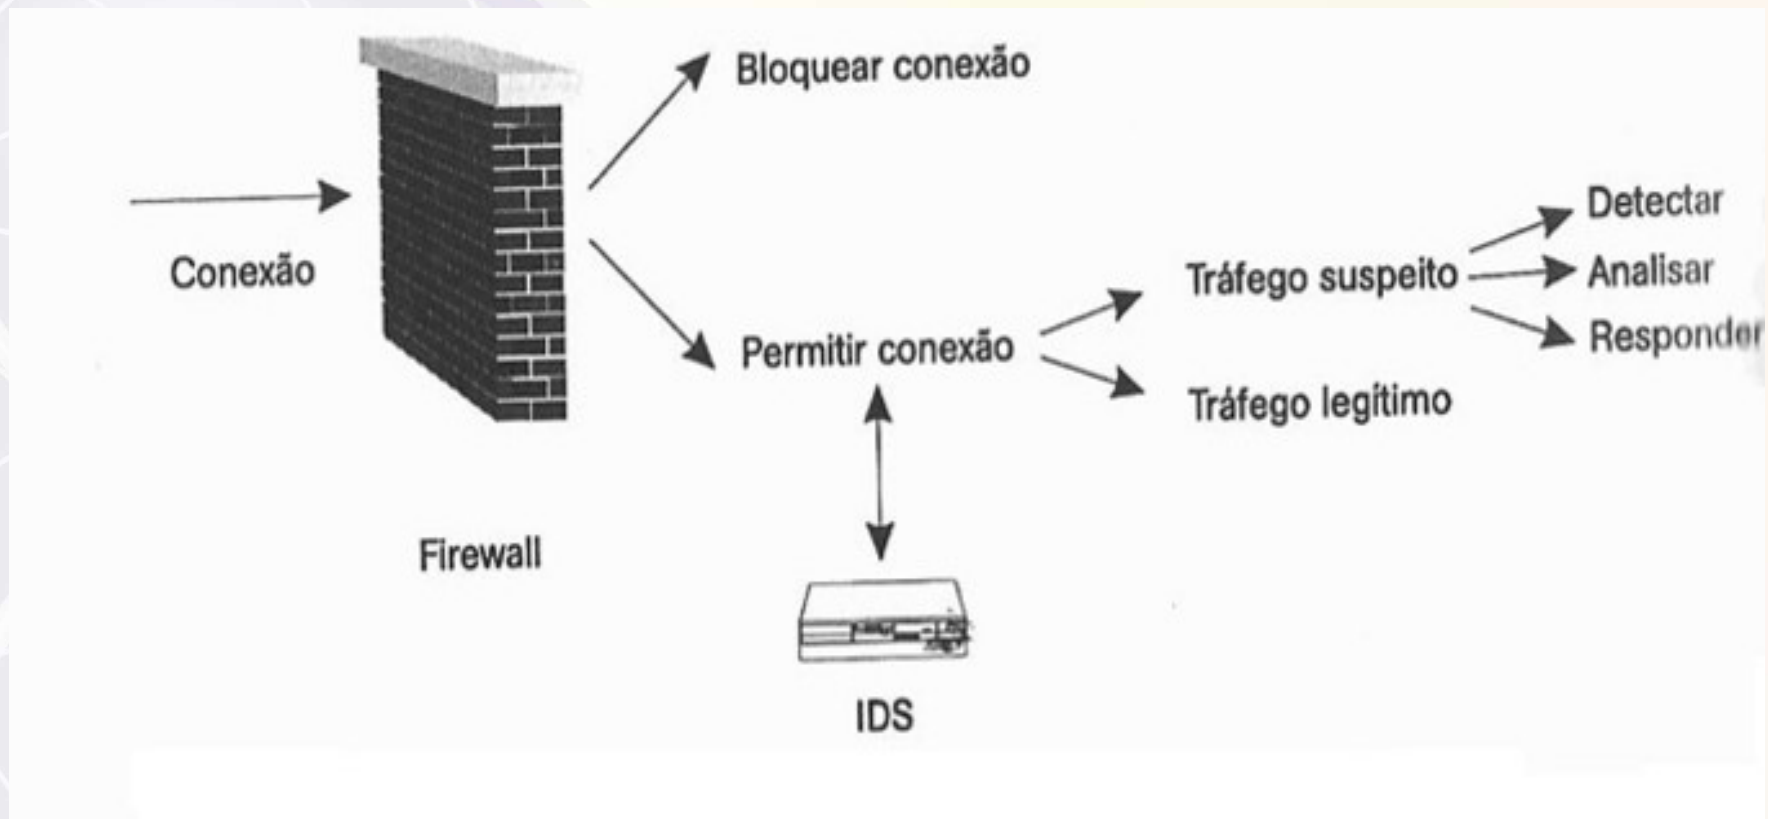 Bloquear conexão
Conexão
Detectar
Tráfego suspeito
Analisar
Permitir conexão
Responder
Tráfego legítimo
Firewall
IDS